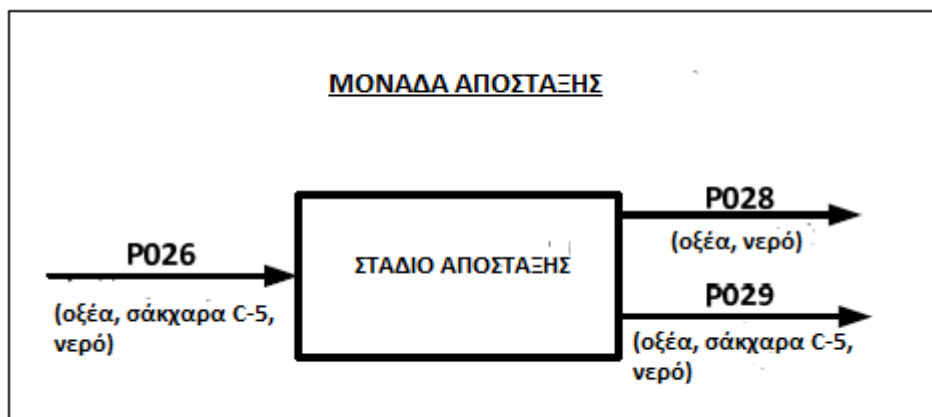 ΜΟΝΑΔΑ ΑΠΟΣΤΑΞΗΣ
P028
(οξέα, νερό)
P026
ΣΤΑΔΙΟ ΑΠΟΣΤΑΞΗΣ
(οξέα, σάκχαρα C-5,
νερό)
P029
(οξέα, σάκχαρα C-5,
νερό)